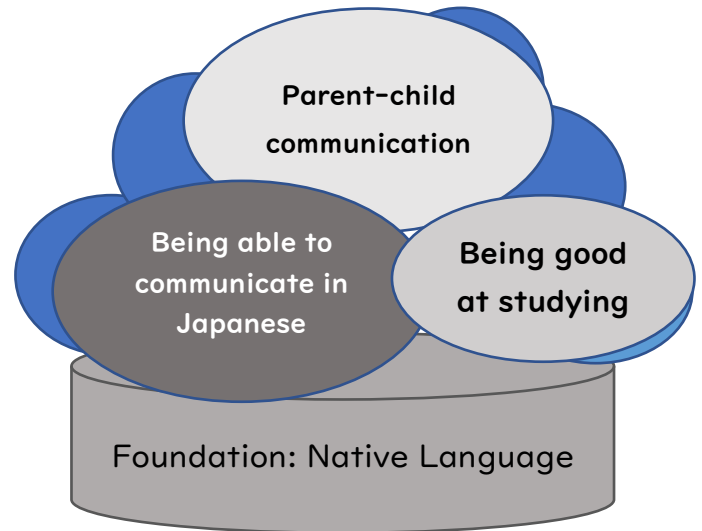 Parent-child
communication
Being able to
communicate in
Japanese
Being good
at studying
Foundation: Native Language